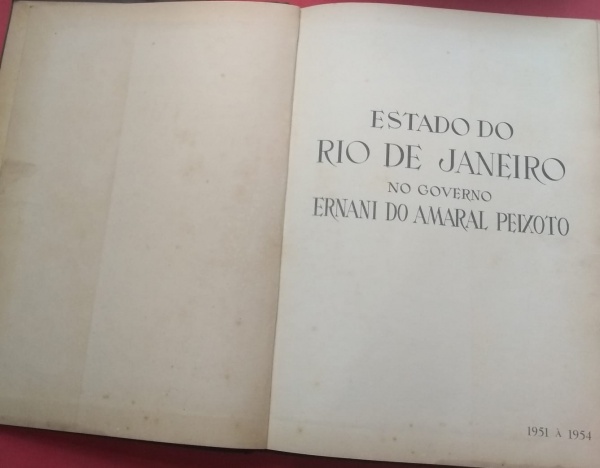 ESTADO DO
RIO DE JANEIRO
NO GOVERNO
ERNANI DO AMARAL PEIXOTO
1951 À 1954